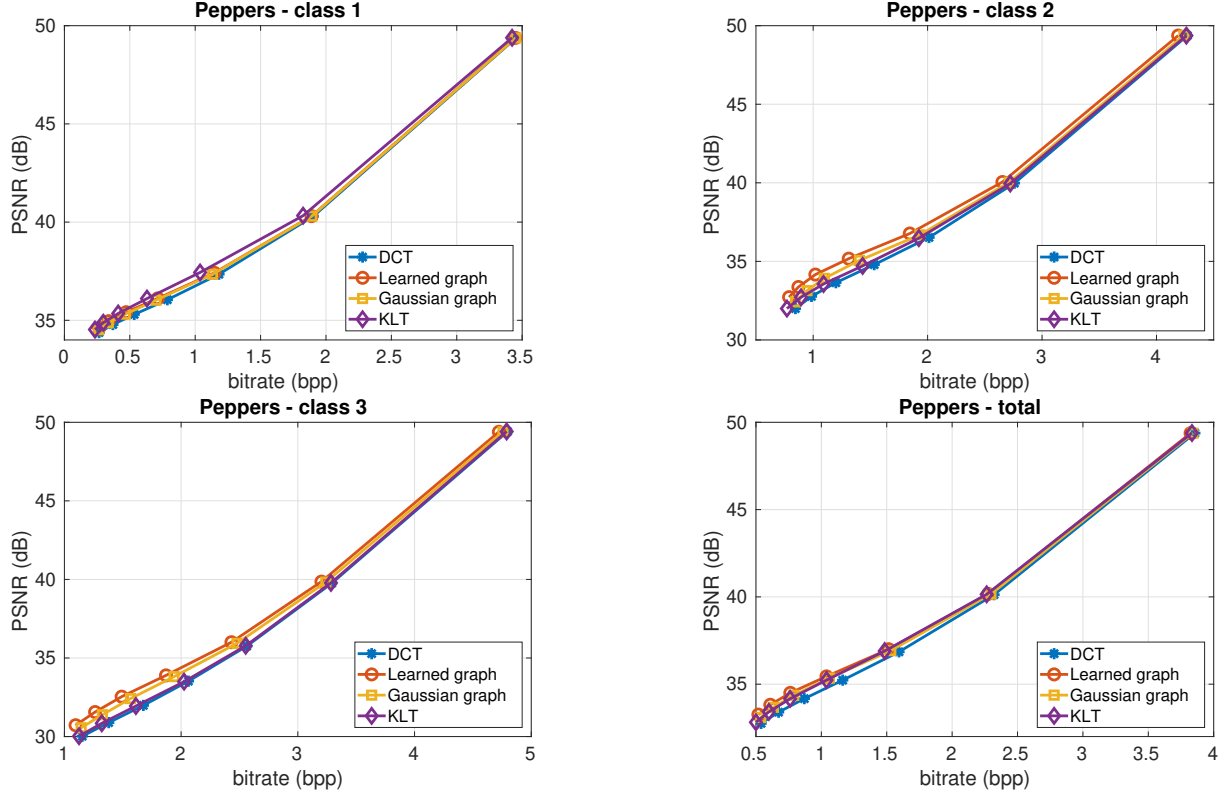 Peppers - class 1
50
45
40
35
PSNR (dB)
DCT
Learned graph
Gaussian graph
KLT
0 0.5 1 1.5 2 2.5 3 3.5
bitrate (bpp)
Peppers - class 2
50
45
40
35
30
PSNR (dB)
DCT
Learned graph
Gaussian graph
KLT
1 2 3 4
bitrate (bpp)
Peppers - class 3
50
45
40
35
30
PSNR (dB)
DCT
Learned graph
Gaussian graph
KLT
1 2 3 4 5
bitrate (bpp)
Peppers - total
50
45
40
35
PSNR (dB)
DCT
Learned graph
Gaussian graph
KLT
0.5 1 1.5 2 2.5 3 3.5 4
bitrate (bpp)